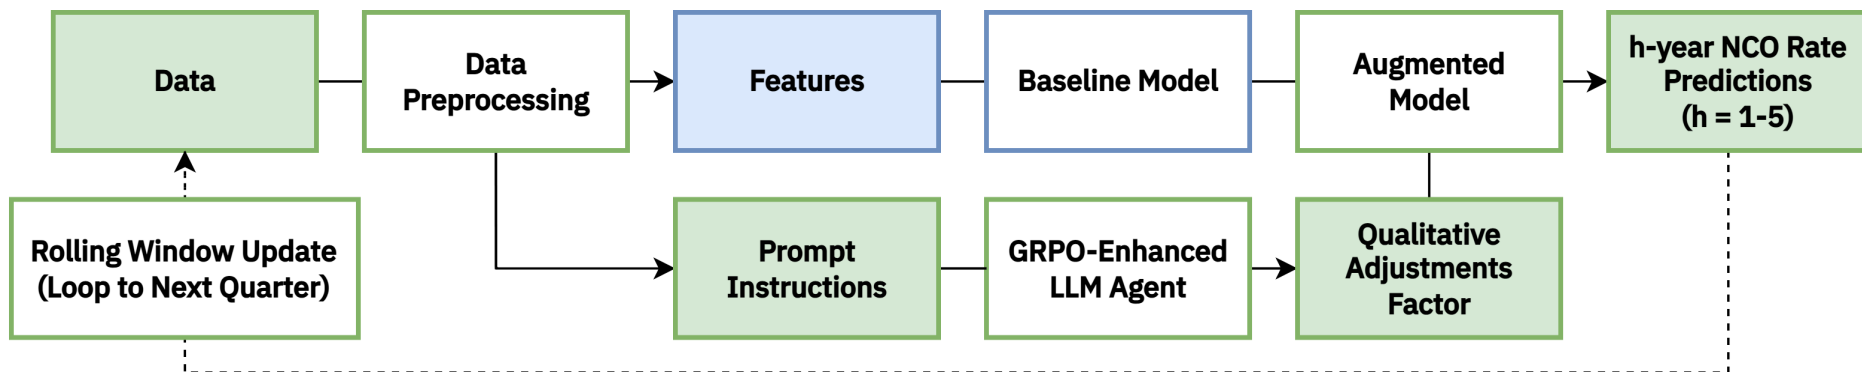 Data
Data
Preprocessing
Features
Baseline Model
Augmented
Model
h-year NCO Rate
Predictions
(h = 1-5)
Rolling Window Update
(Loop to Next Quarter)
Prompt
Instructions
GRPO-Enhanced
LLM Agent
Qualitative
Adjustments
Factor